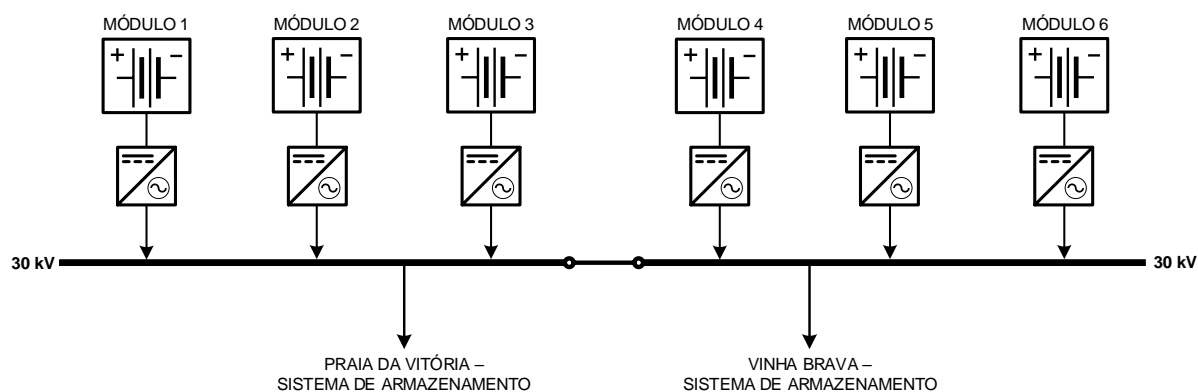 MÓDULO 1
MÓDULO 2
MÓDULO 3
MÓDULO 4
MÓDULO 5
MÓDULO 6
+ –
+ –
+ –
+ –
+ –
+ –
30 kV
30 kV
PRAIA DA VITÓRIA –
SISTEMA DE ARMAZENAMENTO
VINHA BRAVA –
SISTEMA DE ARMAZENAMENTO